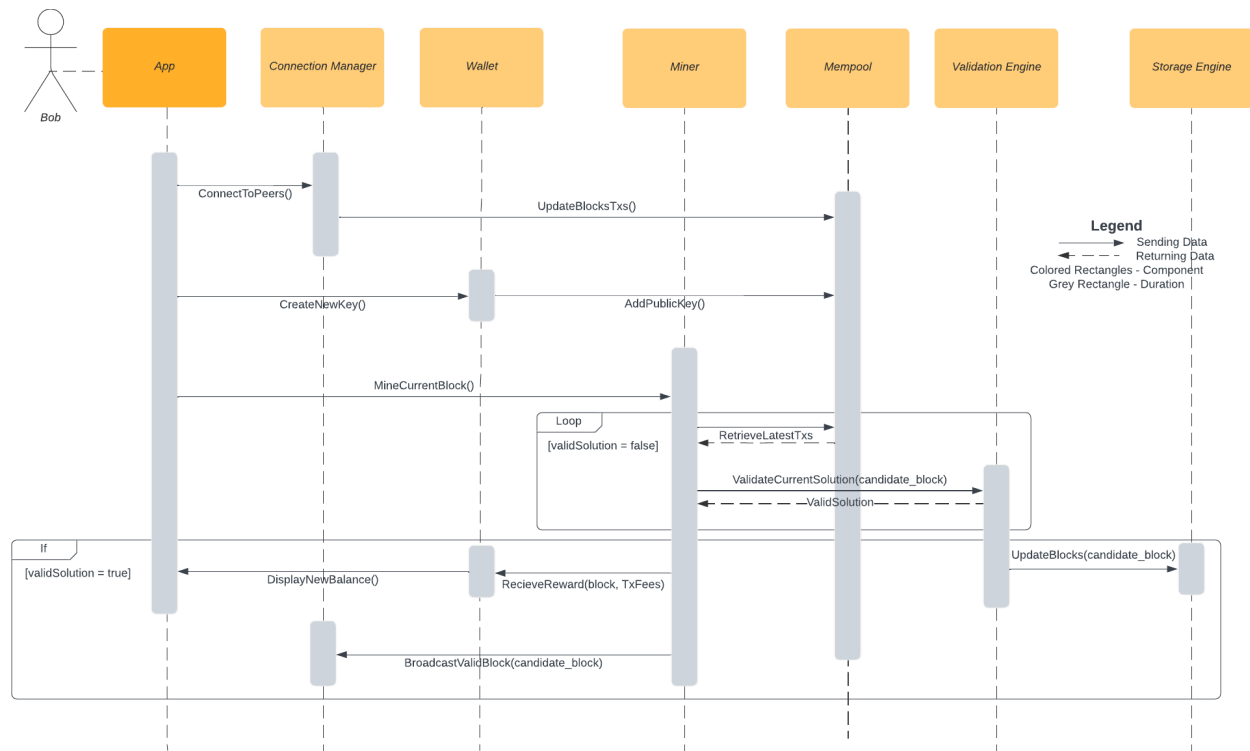 App
Connection Manager
Wallet
Miner
Mempool
Validation Engine
Storage Engine
Bob
ConnectToPeers()
UpdateBlocksTxs()
Legend
Sending Data
Returning Data
Colored Rectangles - Component
Grey Rectangle - Duration
CreateNewKey()
AddPublicKey()
MineCurrentBlock()
Loop
[validSolution = false]
RetrieveLatestTxs
ValidateCurrentSolution(candidate_block)
ValidSolution
If
[validSolution = true]
UpdateBlocks(candidate_block)
DisplayNewBalance()
RecieveReward(block, TxFees)
BroadcastValidBlock(candidate_block)